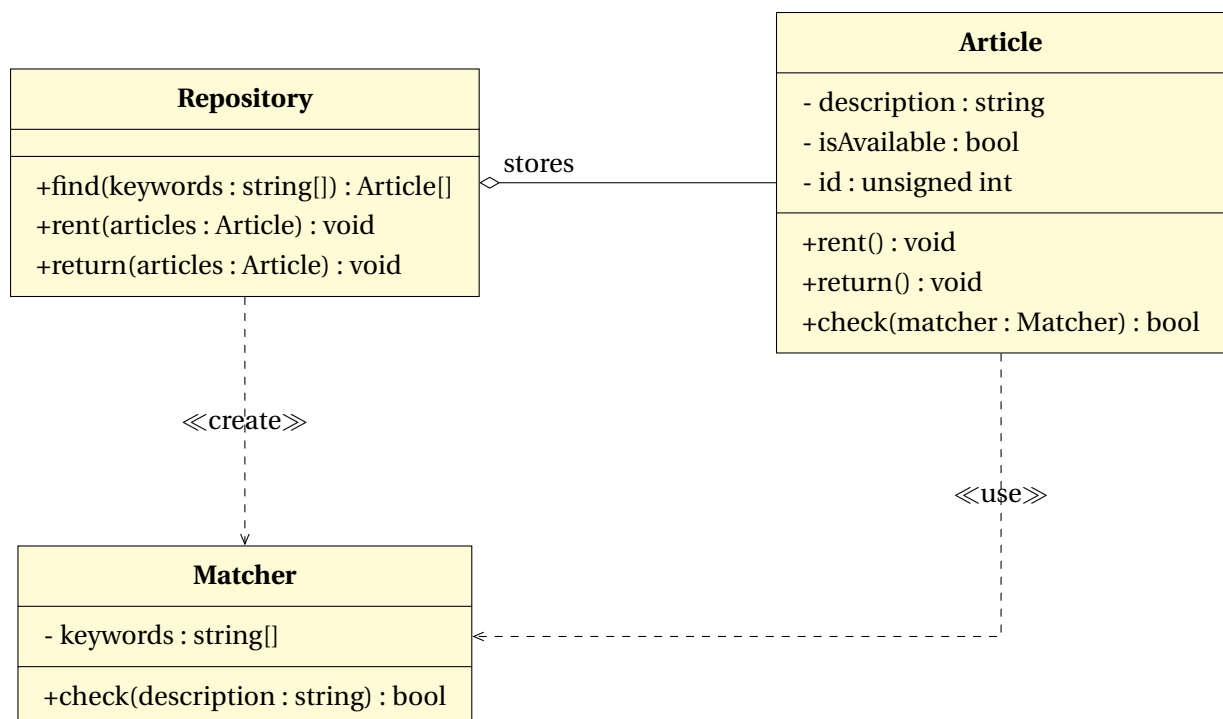 Article
- description : string
- isAvailable : bool
- id : unsigned int
+rent() : void
+return() : void
+check(matcher : Matcher) : bool
Repository
+find(keywords : string[]) : Article[]
+rent(articles : Article) : void
+return(articles : Article) : void
stores
≪create≫
≪use≫
Matcher
- keywords : string[]
+check(description : string) : bool